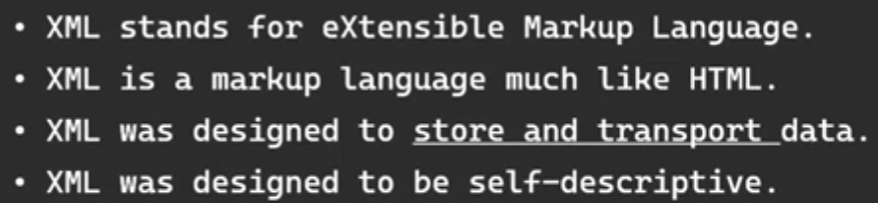 • XML stands for eXtensible Markup Language.
• XML is a markup language much like HTML.
• XML was designed to store and transport data.
• XML was designed to be self-descriptive.